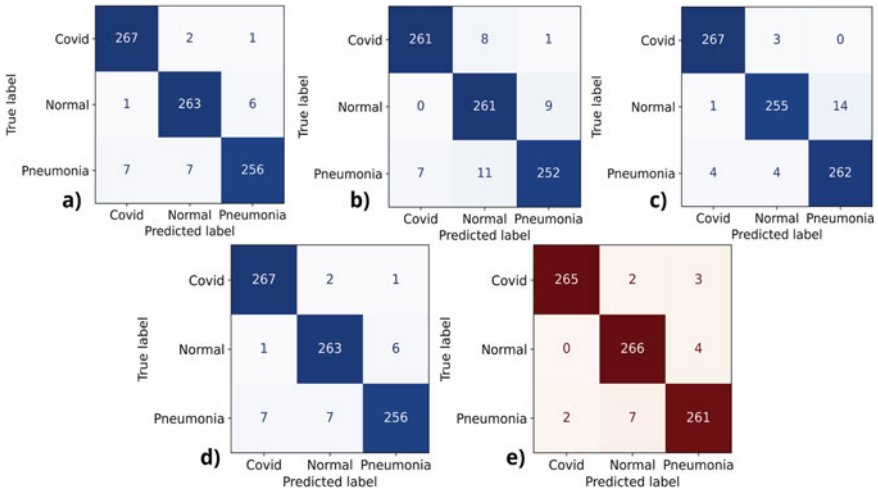 Covid 267 2 1
Normal 1 263 6
Pneumonia 7 7 256
Covid Normal Pneumonia
Predicted label
True label
a)
Covid 261 8 1
Normal 0 261 9
Pneumonia 7 11 252
Covid Normal Pneumonia
Predicted label
True label
b)
Covid 267 3 0
Normal 1 255 14
Pneumonia 4 4 262
Covid Normal Pneumonia
Predicted label
True label
c)
Covid 267 2 1
Normal 1 263 6
Pneumonia 7 7 256
Covid Normal Pneumonia
Predicted label
True label
d)
Covid 265 2 3
Normal 0 266 4
Pneumonia 2 7 261
Covid Normal Pneumonia
Predicted label
True label
e)